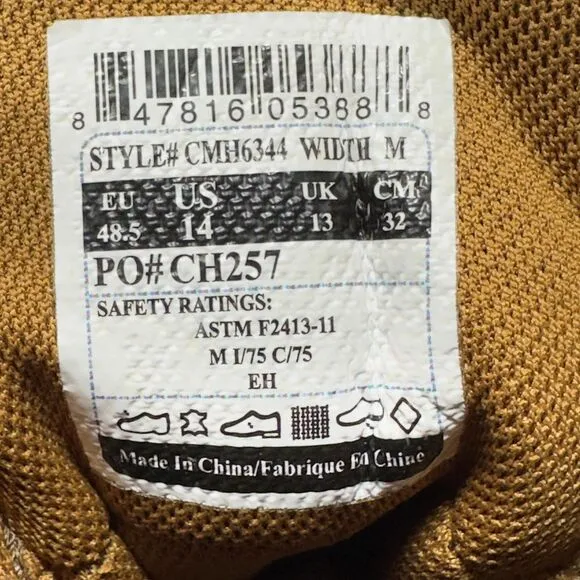 8 47816 05388 8
STYLE# CMH6344 WIDTH M
EU US UK CM
48.5 14 13 32
PO# CH257
SAFETY RATINGS:
ASTM F2413-11
M I/75 C/75
EH
Made In China/Fabrique En Chine